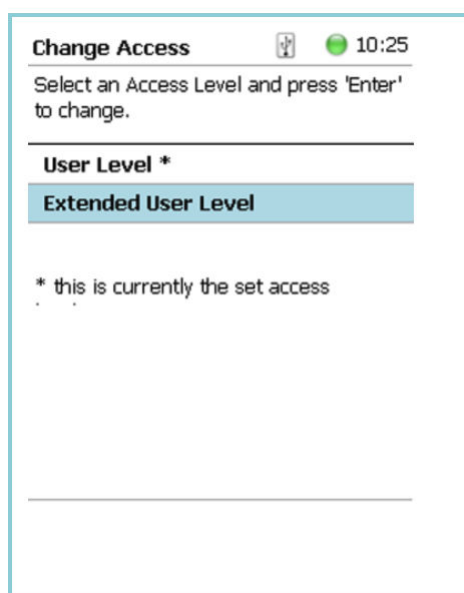 Change Access 10:25
Select an Access Level and press 'Enter'
to change.
User Level *
Extended User Level
* this is currently the set access